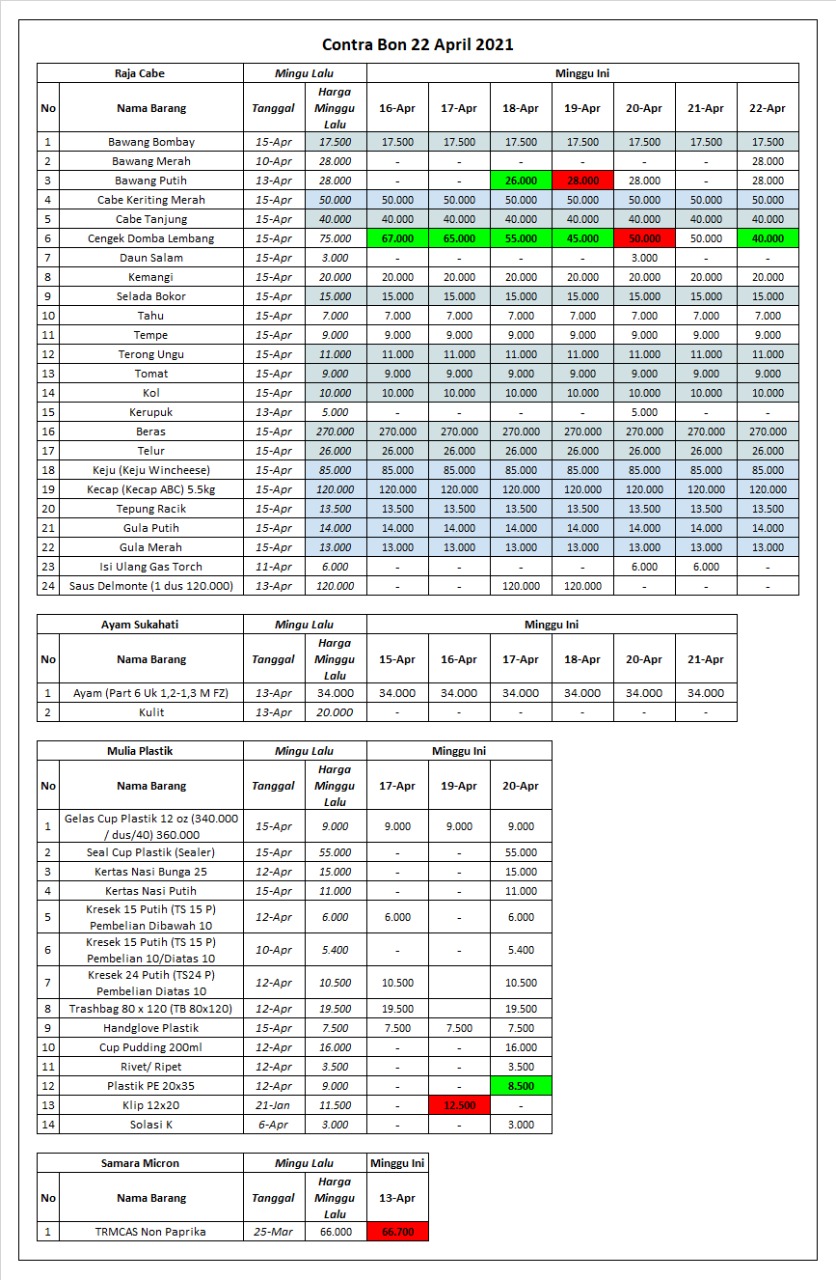 Contra Bon 22 April 2021
Raja Cabe Mingu Lalu Minggu Ini
No Nama Barang Tanggal Harga Minggu Lalu 16-Apr 17-Apr 18-Apr 19-Apr 20-Apr 21-Apr 22-Apr
1 Bawang Bombay 15-Apr 17.500 17.500 17.500 17.500 17.500 17.500 17.500 17.500
2 Bawang Merah 10-Apr 28.000 - - - - - - 28.000
3 Bawang Putih 13-Apr 28.000 - - 26.000 28.000 28.000 - 28.000
4 Cabe Keriting Merah 15-Apr 50.000 50.000 50.000 50.000 50.000 50.000 50.000 50.000
5 Cabe Tanjung 15-Apr 40.000 40.000 40.000 40.000 40.000 40.000 40.000 40.000
6 Cengek Domba Lembang 15-Apr 75.000 67.000 65.000 55.000 45.000 50.000 50.000 40.000
7 Daun Salam 15-Apr 3.000 - - - - 3.000 - -
8 Kemangi 15-Apr 20.000 20.000 20.000 20.000 20.000 20.000 20.000 20.000
9 Selada Bokor 15-Apr 15.000 15.000 15.000 15.000 15.000 15.000 15.000 15.000
10 Tahu 15-Apr 7.000 7.000 7.000 7.000 7.000 7.000 7.000 7.000
11 Tempe 15-Apr 9.000 9.000 9.000 9.000 9.000 9.000 9.000 9.000
12 Terong Ungu 15-Apr 11.000 11.000 11.000 11.000 11.000 11.000 11.000 11.000
13 Tomat 15-Apr 9.000 9.000 9.000 9.000 9.000 9.000 9.000 9.000
14 Kol 15-Apr 10.000 10.000 10.000 10.000 10.000 10.000 10.000 10.000
15 Kerupuk 13-Apr 5.000 - - - - 5.000 - -
16 Beras 15-Apr 270.000 270.000 270.000 270.000 270.000 270.000 270.000 270.000
17 Telur 15-Apr 26.000 26.000 26.000 26.000 26.000 26.000 26.000 26.000
18 Keju (Keju Wincheese) 15-Apr 85.000 85.000 85.000 85.000 85.000 85.000 85.000 85.000
19 Kecap (Kecap ABC) 5.5kg 15-Apr 120.000 120.000 120.000 120.000 120.000 120.000 120.000 120.000
20 Tepung Racik 15-Apr 13.500 13.500 13.500 13.500 13.500 13.500 13.500 13.500
21 Gula Putih 15-Apr 14.000 14.000 14.000 14.000 14.000 14.000 14.000 14.000
22 Gula Merah 15-Apr 13.000 13.000 13.000 13.000 13.000 13.000 13.000 13.000
23 Isi Ulang Gas Torch 11-Apr 6.000 - - - - 6.000 6.000 -
24 Saus Delmonte (1 dus 120.000) 13-Apr 120.000 - - 120.000 120.000 - - -
Ayam Sukahati Mingu Lalu Minggu Ini
No Nama Barang Tanggal Harga Minggu Lalu 15-Apr 16-Apr 17-Apr 18-Apr 20-Apr 21-Apr
1 Ayam (Part 6 Uk 1,2-1,3 M FZ) 13-Apr 34.000 34.000 34.000 34.000 34.000 34.000 34.000
2 Kulit 13-Apr 20.000 - - - - - -
Mulia Plastik Mingu Lalu Minggu Ini
No Nama Barang Tanggal Harga Minggu Lalu 17-Apr 19-Apr 20-Apr
1 Gelas Cup Plastik 12 oz (340.000 / dus/40) 360.000 15-Apr 9.000 9.000 9.000 9.000
2 Seal Cup Plastik (Sealer) 15-Apr 55.000 - - 55.000
3 Kertas Nasi Bunga 25 12-Apr 15.000 - - 15.000
4 Kertas Nasi Putih 15-Apr 11.000 - - 11.000
5 Kresek 15 Putih (TS 15 P) Pembelian Dibawah 10 12-Apr 6.000 6.000 - 6.000
6 Kresek 15 Putih (TS 15 P) Pembelian 10/Diatas 10 10-Apr 5.400 - - 5.400
7 Kresek 24 Putih (TS24 P) Pembelian Diatas 10 12-Apr 10.500 10.500 10.500
8 Trashbag 80 x 120 (TB 80x120) 12-Apr 19.500 19.500 19.500
9 Handglove Plastik 15-Apr 7.500 7.500 7.500 7.500
10 Cup Pudding 200ml 12-Apr 16.000 - - 16.000
11 Rivet/ Ripet 12-Apr 3.500 - - 3.500
12 Plastik PE 20x35 12-Apr 9.000 - - 8.500
13 Klip 12x20 21-Jan 11.500 - 12.500 -
14 Solasi K 6-Apr 3.000 - - 3.000
Samara Micron Mingu Lalu Minggu Ini
No Nama Barang Tanggal Harga Minggu Lalu 13-Apr
1 TRMCAS Non Paprika 25-Mar 66.000 66.700